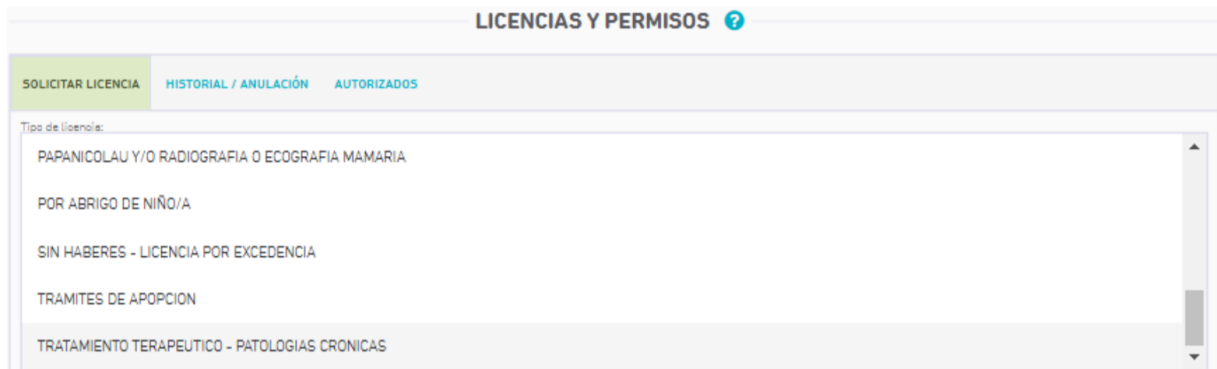 LICENCIAS Y PERMISOS ?
SOLICITAR LICENCIA HISTORIAL / ANULACIÓN AUTORIZADOS
Tipo de licencia:
PAPANICOLAU Y/O RADIOGRAFIA O ECOGRAFIA MAMARIA
POR ABRIGO DE NIÑO/A
SIN HABERES - LICENCIA POR EXCEDENCIA
TRAMITES DE APOPCION
TRATAMIENTO TERAPEUTICO - PATOLOGIAS CRONICAS